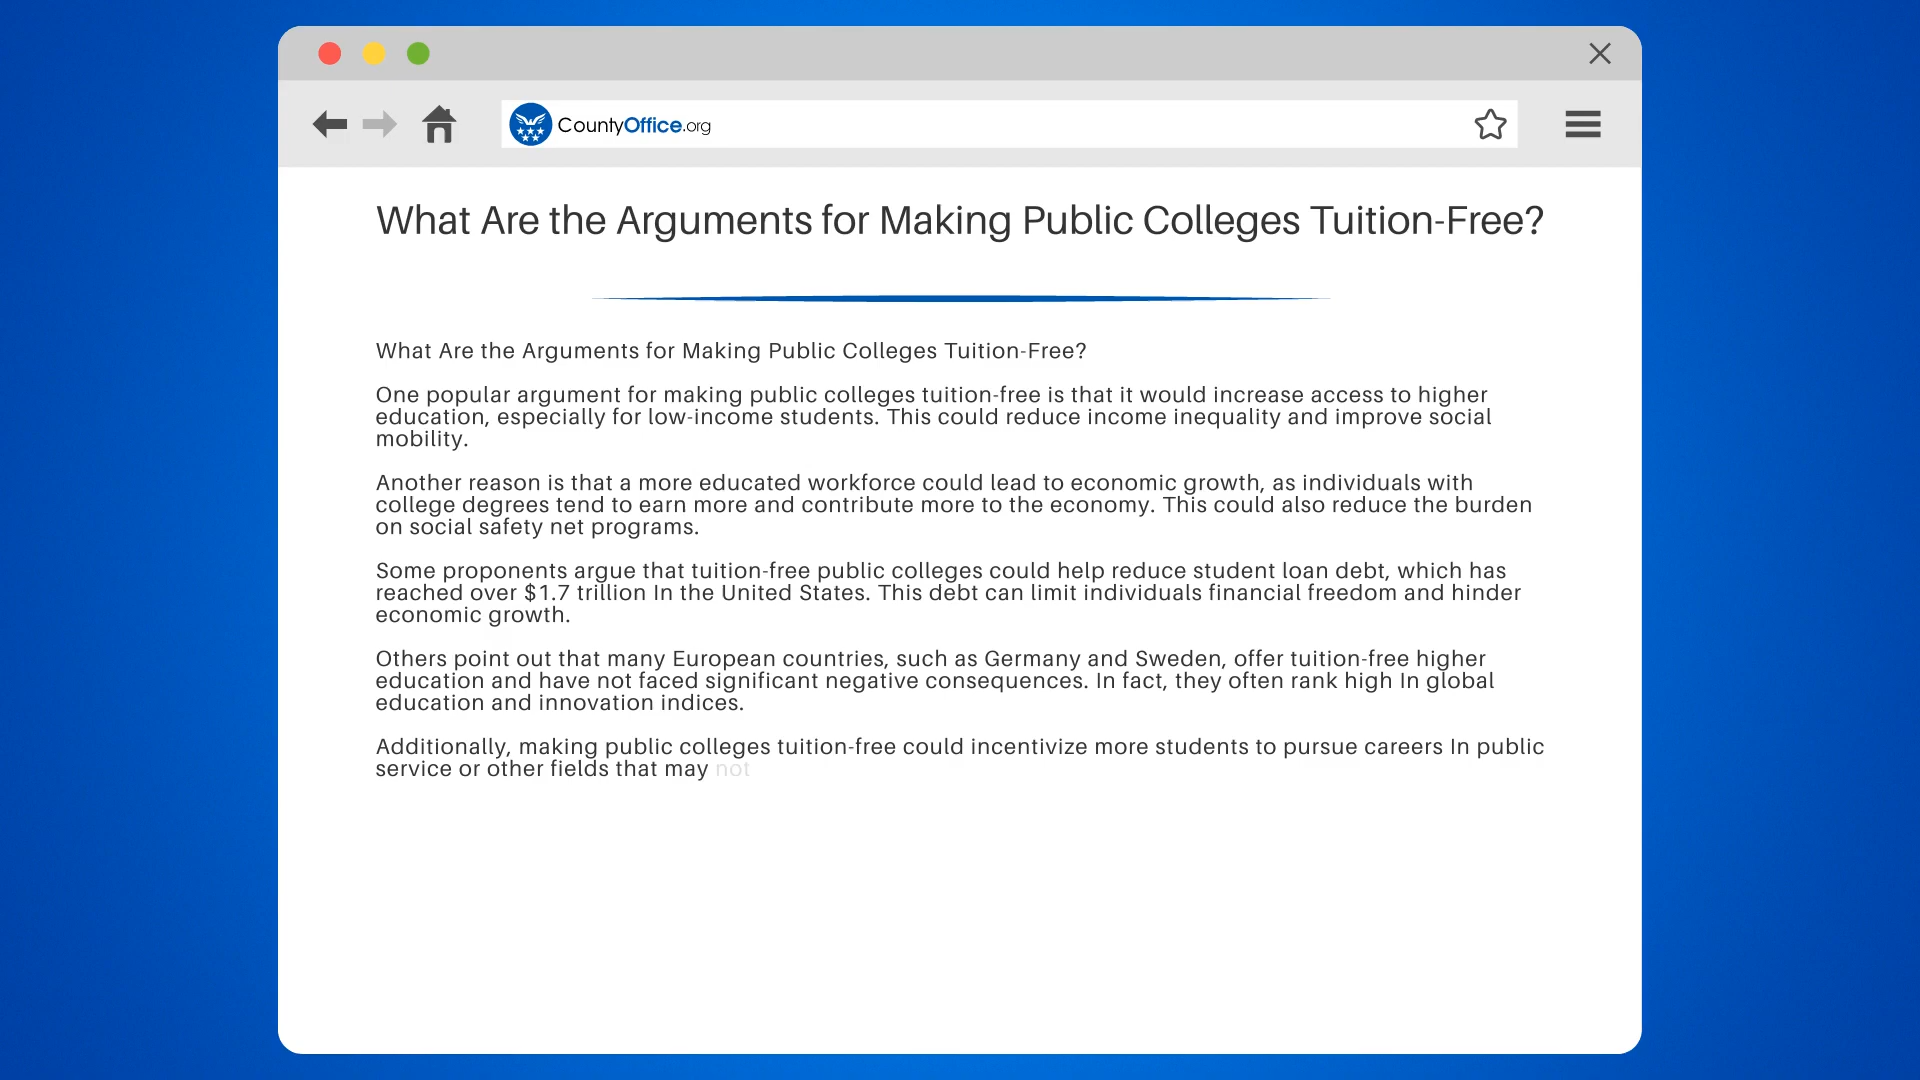 CountyOffice.org
What Are the Arguments for Making Public Colleges Tuition-Free?
What Are the Arguments for Making Public Colleges Tuition-Free?
One popular argument for making public colleges tuition-free is that it would increase access to higher
education, especially for low-income students. This could reduce income inequality and improve social
mobility.
Another reason is that a more educated workforce could lead to economic growth, as individuals with
college degrees tend to earn more and contribute more to the economy. This could also reduce the burden
on social safety net programs.
Some proponents argue that tuition-free public colleges could help reduce student loan debt, which has
reached over $1.7 trillion In the United States. This debt can limit individuals financial freedom and hinder
economic growth.
Others point out that many European countries, such as Germany and Sweden, offer tuition-free higher
education and have not faced significant negative consequences. In fact, they often rank high In global
education and innovation indices.
Additionally, making public colleges tuition-free could incentivize more students to pursue careers In public
service or other fields that may not